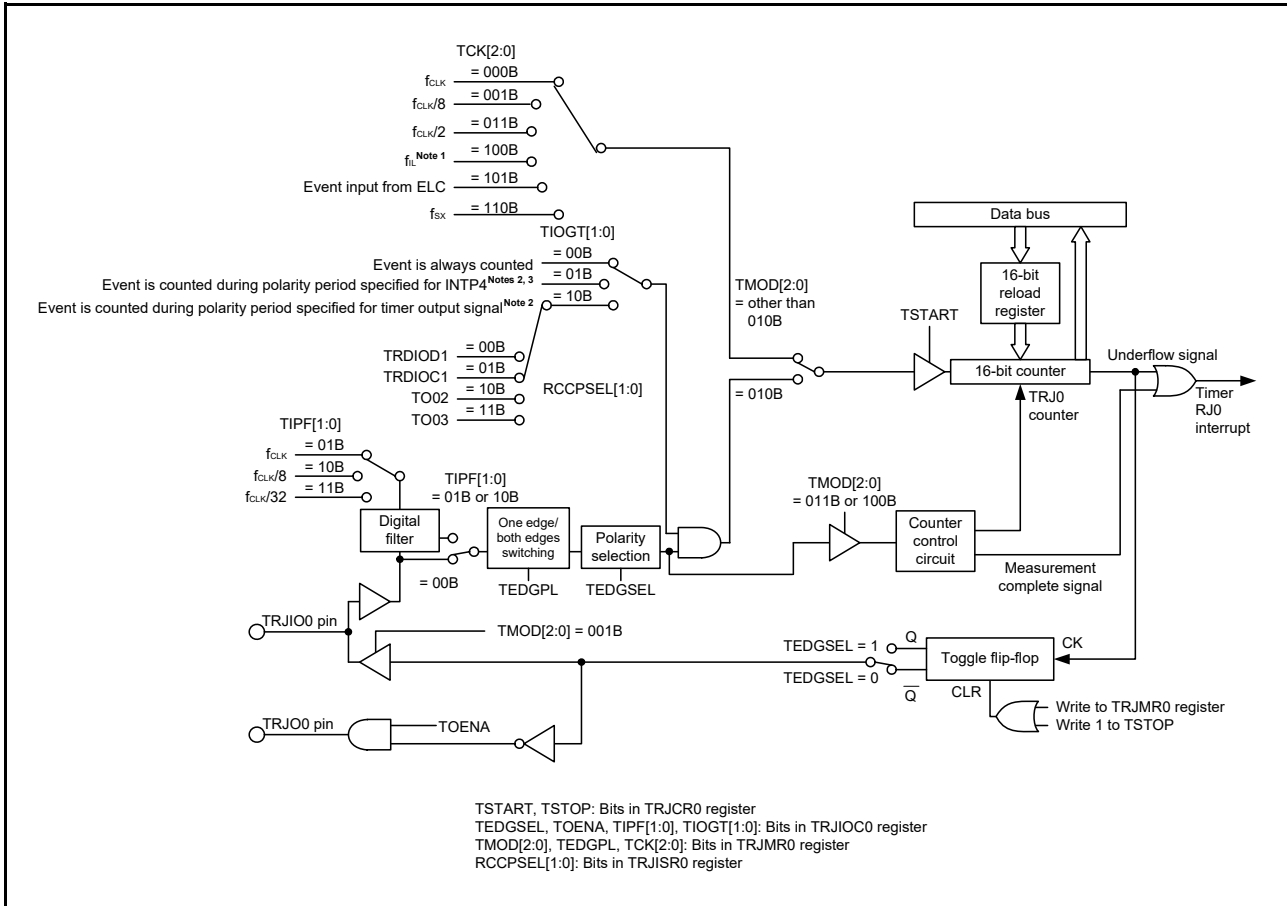 TCK[2:0]
fCLK = 000B
fCLK/8 = 001B
fCLK/2 = 011B
fIL Note 1 = 100B
Event input from ELC = 101B
fSX = 110B
TIOGT[1:0]
Event is always counted = 00B
Event is counted during polarity period specified for INTP4 Notes 2, 3 = 01B
Event is counted during polarity period specified for timer output signal Note 2 = 10B
TRDIOD1 = 00B
TRDIOC1 = 01B
TO02 = 10B
TO03 = 11B
RCCPSEL[1:0]
TMOD[2:0]
= other than
010B
= 010B
TSTART
Data bus
16-bit
reload
register
16-bit counter
TRJ0
counter
Underflow signal
Timer
RJ0
interrupt
TIPF[1:0]
fCLK = 01B
fCLK/8 = 10B
fCLK/32 = 11B
Digital
filter
TIPF[1:0]
= 01B or 10B
= 00B
One edge/
both edges
switching
TEDGPL
Polarity
selection
TEDGSEL
TMOD[2:0]
= 011B or 100B
Counter
control
circuit
Measurement
complete signal
TRJIO0 pin
TMOD[2:0] = 001B
TEDGSEL = 1
TEDGSEL = 0
Q
Q̅
Toggle flip-flop
CK
CLR
Write to TRJMR0 register
Write 1 to TSTOP
TRJO0 pin
TOENA
TSTART, TSTOP: Bits in TRJCR0 register
TEDGSEL, TOENA, TIPF[1:0], TIOGT[1:0]: Bits in TRJIOC0 register
TMOD[2:0], TEDGPL, TCK[2:0]: Bits in TRJMR0 register
RCCPSEL[1:0]: Bits in TRJISR0 register